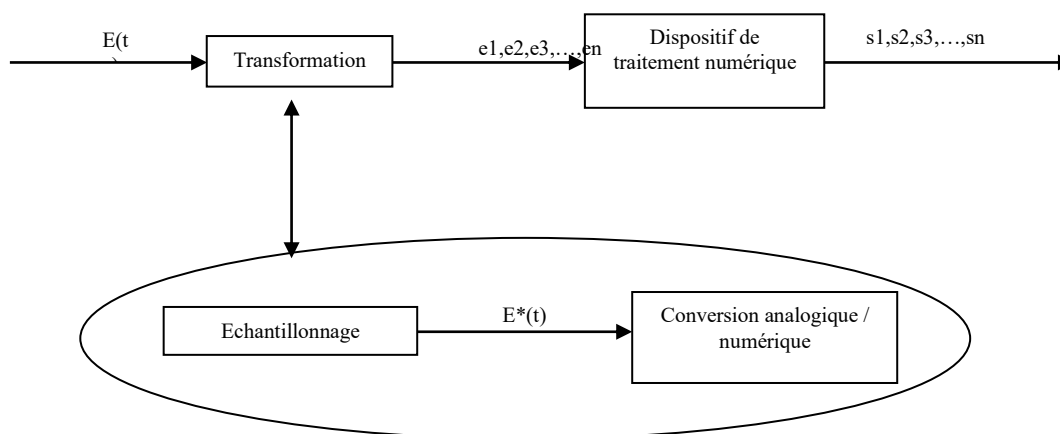 E(t
)
Transformation
e1,e2,e3,…,en
Dispositif de
traitement numérique
s1,s2,s3,…,sn
Echantillonnage
E*(t)
Conversion analogique /
numérique